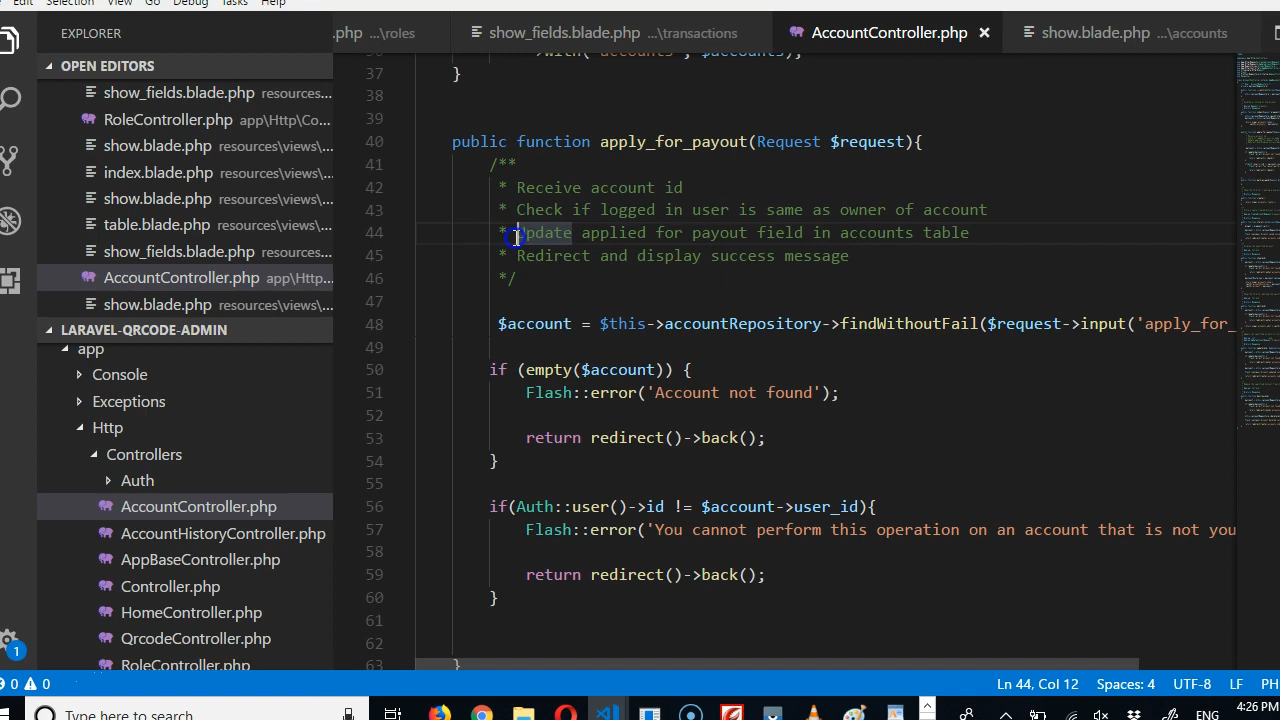 Edit Selection View Go Debug Tasks Help
EXPLORER
.php ...\roles
show_fields.blade.php ...\transactions
AccountController.php
show.blade.php ...\accounts
OPEN EDITORS
show_fields.blade.php resources...
RoleController.php app\Http\Co...
show.blade.php resources\views\...
index.blade.php resources\views\...
show.blade.php resources\views\...
table.blade.php resources\views\...
show_fields.blade.php resources...
AccountController.php app\Http...
show.blade.php resources\views\...
LARAVEL-QRCODE-ADMIN
app
Console
Exceptions
Http
Controllers
Auth
AccountController.php
AccountHistoryController.php
AppBaseController.php
Controller.php
HomeController.php
QrcodeController.php
RoleController.php
36 ->with('accounts', $accounts);
37 }
38
39
40 public function apply_for_payout(Request $request){
41 /**
42 * Receive account id
43 * Check if logged in user is same as owner of account
44 * Update applied for payout field in accounts table
45 * Redirect and display success message
46 */
47
48 $account = $this->accountRepository->findWithoutFail($request->input('apply_for_
49
50 if (empty($account)) {
51 Flash::error('Account not found');
52
53 return redirect()->back();
54 }
55
56 if(Auth::user()->id != $account->user_id){
57 Flash::error('You cannot perform this operation on an account that is not you
58
59 return redirect()->back();
60 }
61
62
63 }
1
0 0
Ln 44, Col 12 Spaces: 4 UTF-8 LF PH
Type here to search
ENG
4:26 PM